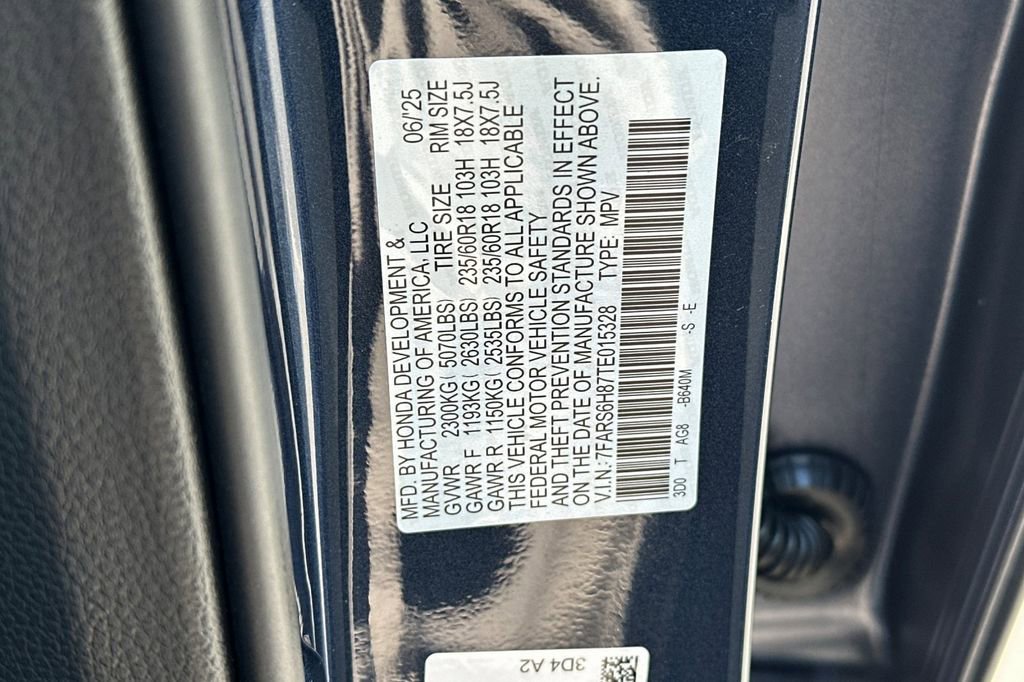 MFD. BY HONDA DEVELOPMENT &
MANUFACTURING OF AMERICA, LLC 06/25
GVWR 2300KG( 5070LBS) TIRE SIZE RIM SIZE
GAWR F 1193KG( 2630LBS) 235/60R18 103H 18X7.5J
GAWR R 1150KG( 2535LBS) 235/60R18 103H 18X7.5J
THIS VEHICLE CONFORMS TO ALL APPLICABLE
FEDERAL MOTOR VEHICLE SAFETY
AND THEFT PREVENTION STANDARDS IN EFFECT
ON THE DATE OF MANUFACTURE SHOWN ABOVE.
V.I.N.: 7FARS6H87TE015328 TYPE: MPV
3D0 T AG8 -B640M -S -E
3D4 A2